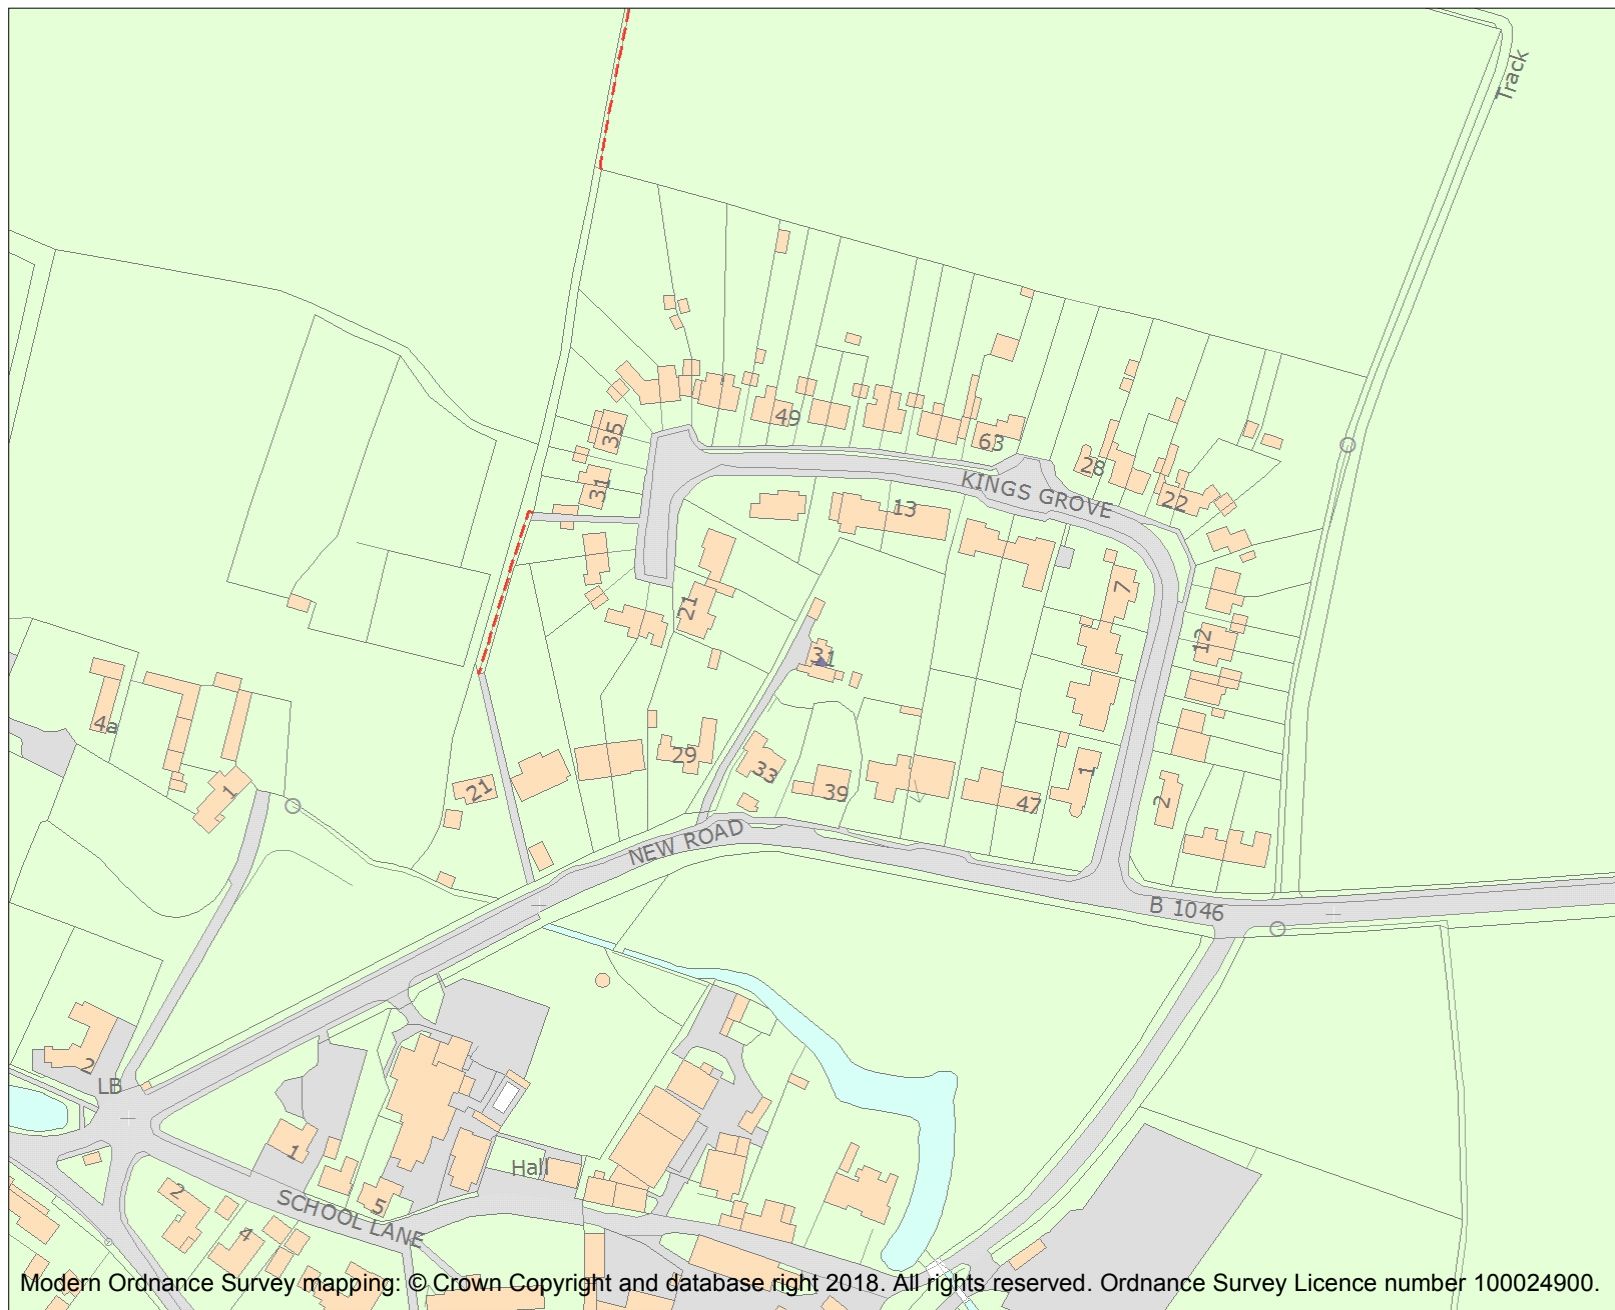 Track
49
35
63
28
31
22
KINGS GROVE
13
7
21
12
31
4a
29
33
1
21
1
39
47
2
NEW ROAD
B 1046
2
LB
1
Hall
2
5
SCHOOL LANE
4
Modern Ordnance Survey mapping: © Crown Copyright and database right 2018. All rights reserved. Ordnance Survey Licence number 100024900.